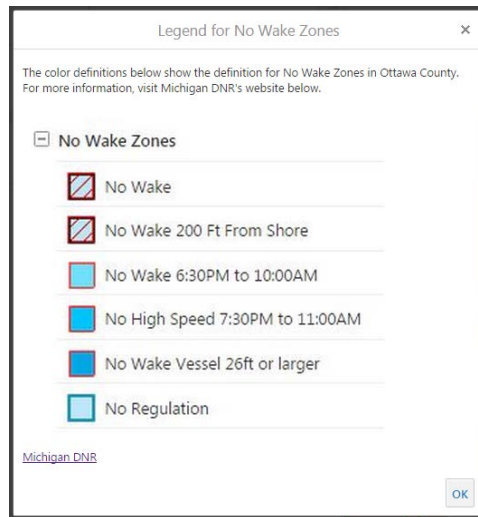 Legend for No Wake Zones ×
The color definitions below show the definition for No Wake Zones in Ottawa County.
For more information, visit Michigan DNR's website below.
No Wake Zones
No Wake
No Wake 200 Ft From Shore
No Wake 6:30PM to 10:00AM
No High Speed 7:30PM to 11:00AM
No Wake Vessel 26ft or larger
No Regulation
Michigan DNR
OK